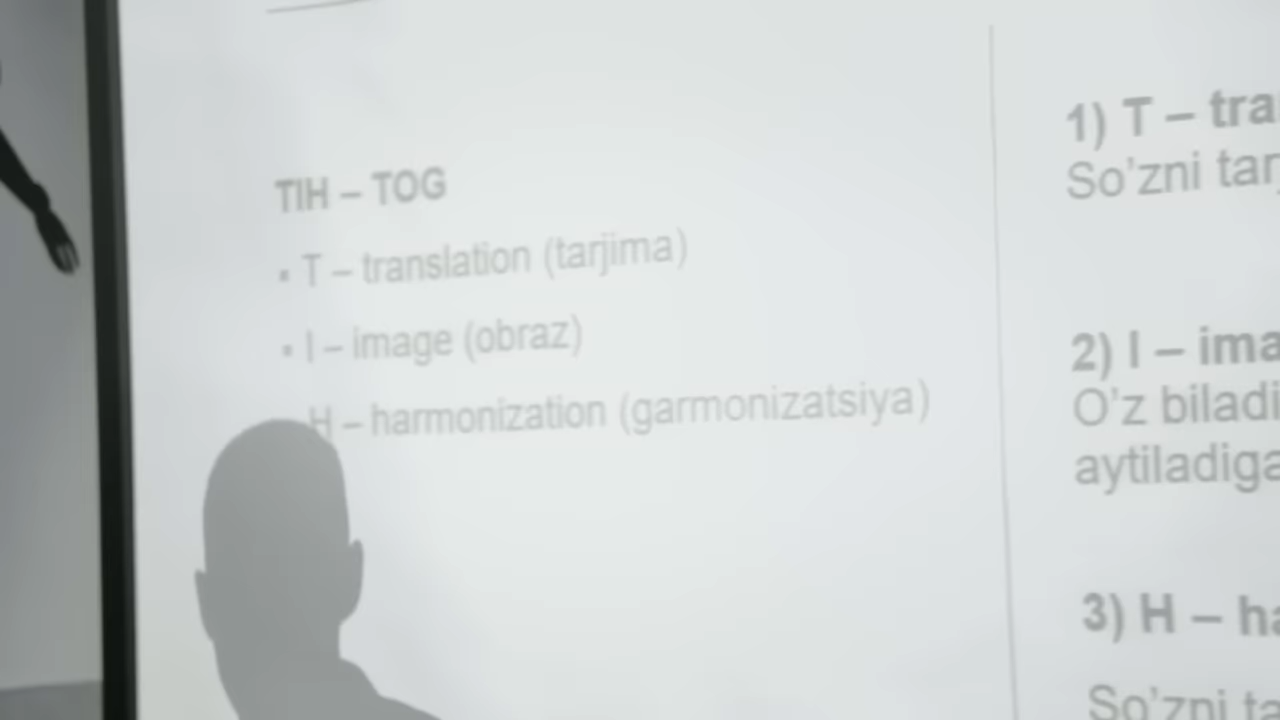 TIH – TOG
▪ T – translation (tarjima)
▪ I – image (obraz)
H – harmonization (garmonizatsiya)
1) T – tra
So’zni tar
2) I – ima
O’z biladi
aytiladiga
3) H – ha
So’zni ta